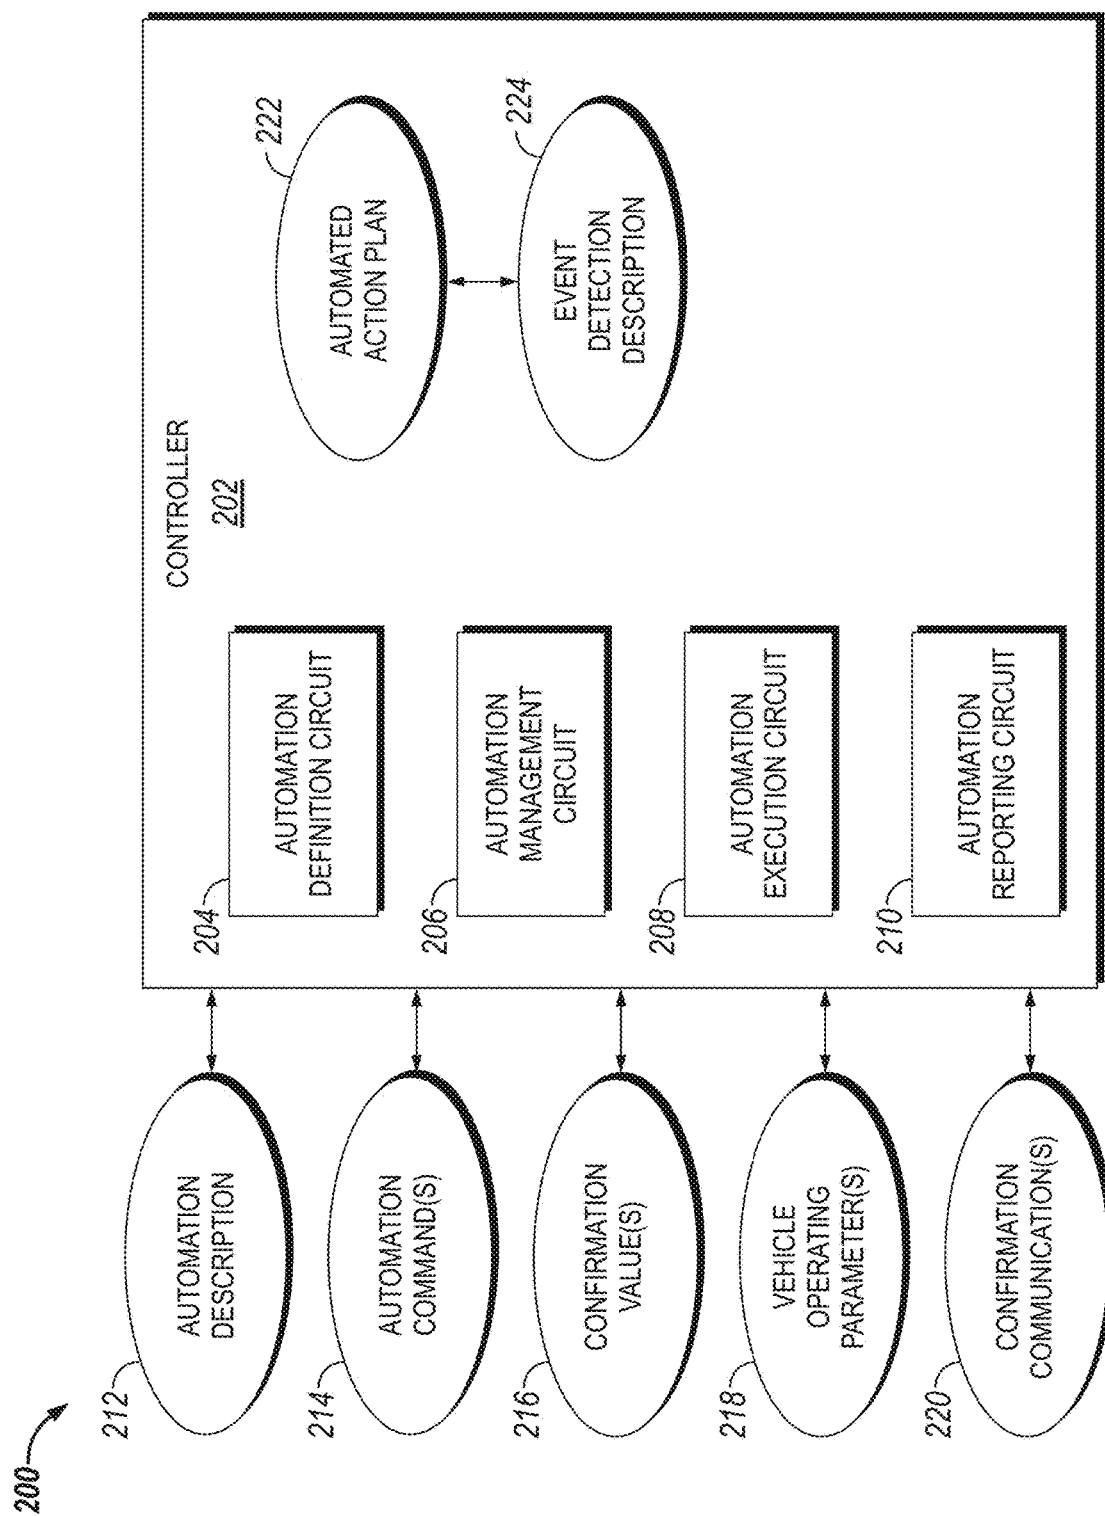 200
212
AUTOMATION
DESCRIPTION
214
AUTOMATION
COMMAND(S)
216
CONFIRMATION
VALUE(S)
218
VEHICLE
OPERATING
PARAMETER(S)
220
CONFIRMATION
COMMUNICATION(S)
CONTROLLER
202
204
AUTOMATION
DEFINITION CIRCUIT
206
AUTOMATION
MANAGEMENT
CIRCUIT
208
AUTOMATION
EXECUTION CIRCUIT
210
AUTOMATION
REPORTING CIRCUIT
222
AUTOMATED
ACTION PLAN
224
EVENT
DETECTION
DESCRIPTION